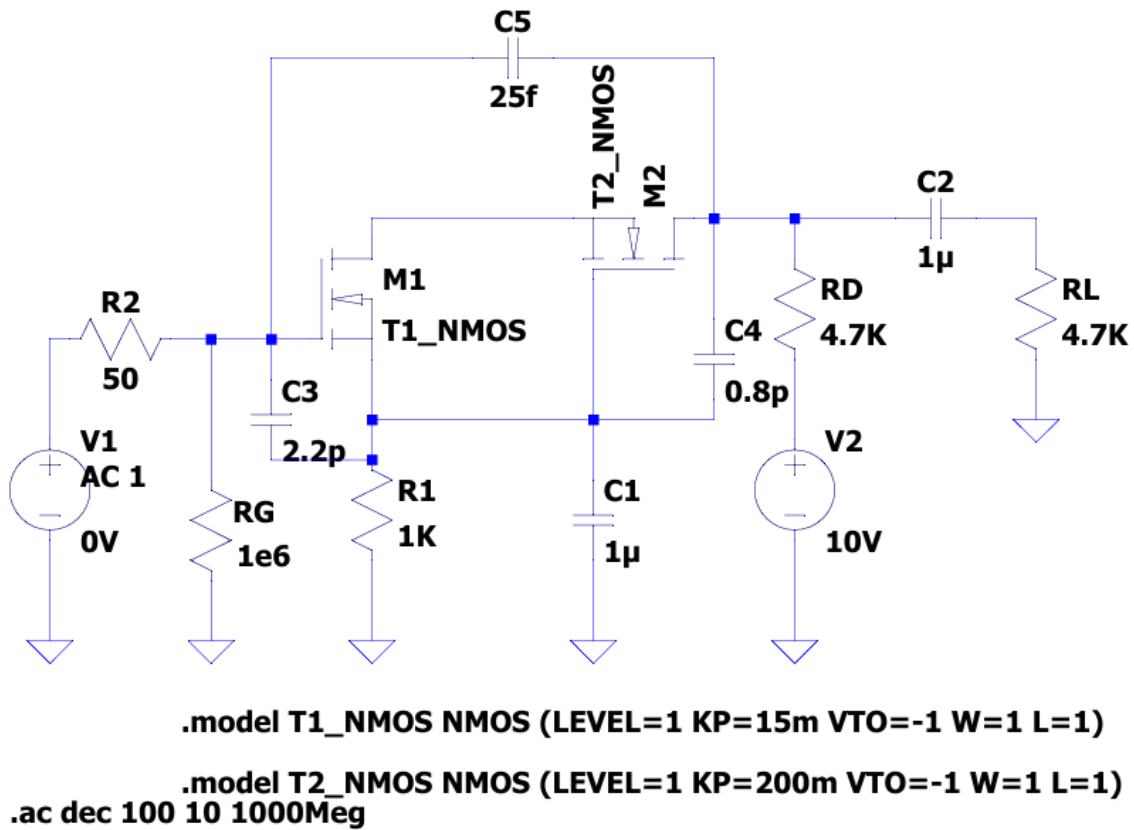 C5
25f
T2_NMOS
M2
C2
1µ
M1
T1_NMOS
R2
50
RD
4.7K
RL
4.7K
C4
0.8p
C3
2.2p
V1
AC 1
0V
RG
1e6
R1
1K
C1
1µ
V2
10V
.model T1_NMOS NMOS (LEVEL=1 KP=15m VTO=-1 W=1 L=1)
.model T2_NMOS NMOS (LEVEL=1 KP=200m VTO=-1 W=1 L=1)
.ac dec 100 10 1000Meg